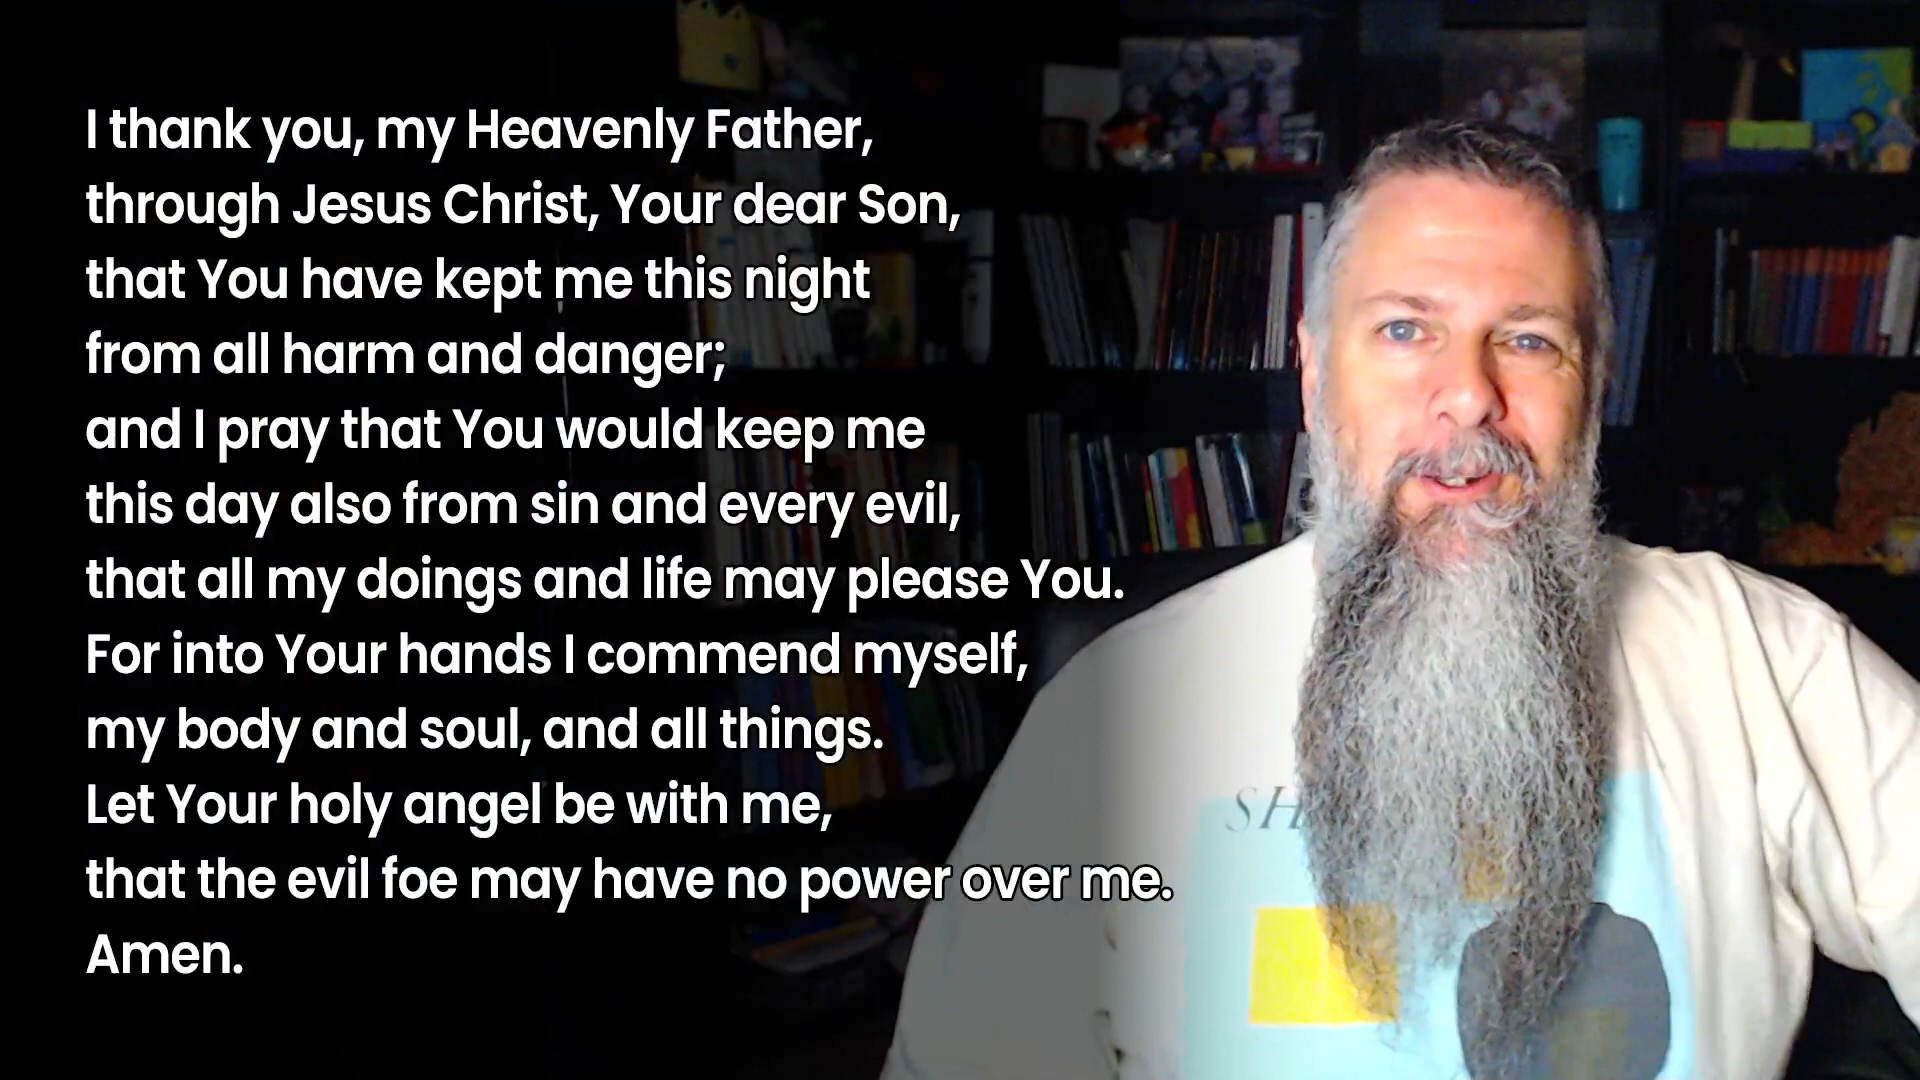 I thank you, my Heavenly Father,
through Jesus Christ, Your dear Son,
that You have kept me this night
from all harm and danger;
and I pray that You would keep me
this day also from sin and every evil,
that all my doings and life may please You.
For into Your hands I commend myself,
my body and soul, and all things.
Let Your holy angel be with me,
that the evil foe may have no power over me.
Amen.